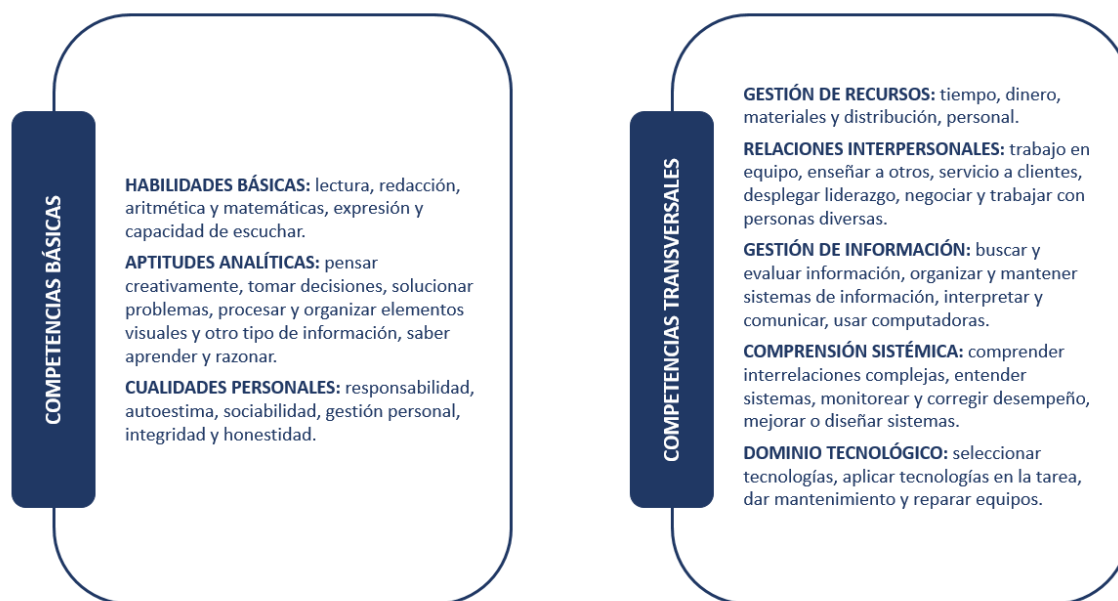 COMPETENCIAS BÁSICAS
HABILIDADES BÁSICAS: lectura, redacción,
aritmética y matemáticas, expresión y
capacidad de escuchar.
APTITUDES ANALÍTICAS: pensar
creativamente, tomar decisiones, solucionar
problemas, procesar y organizar elementos
visuales y otro tipo de información, saber
aprender y razonar.
CUALIDADES PERSONALES: responsabilidad,
autoestima, sociabilidad, gestión personal,
integridad y honestidad.
COMPETENCIAS TRANSVERSALES
GESTIÓN DE RECURSOS: tiempo, dinero,
materiales y distribución, personal.
RELACIONES INTERPERSONALES: trabajo en
equipo, enseñar a otros, servicio a clientes,
desplegar liderazgo, negociar y trabajar con
personas diversas.
GESTIÓN DE INFORMACIÓN: buscar y
evaluar información, organizar y mantener
sistemas de información, interpretar y
comunicar, usar computadoras.
COMPRENSIÓN SISTÉMICA: comprender
interrelaciones complejas, entender
sistemas, monitorear y corregir desempeño,
mejorar o diseñar sistemas.
DOMINIO TECNOLÓGICO: seleccionar
tecnologías, aplicar tecnologías en la tarea,
dar mantenimiento y reparar equipos.